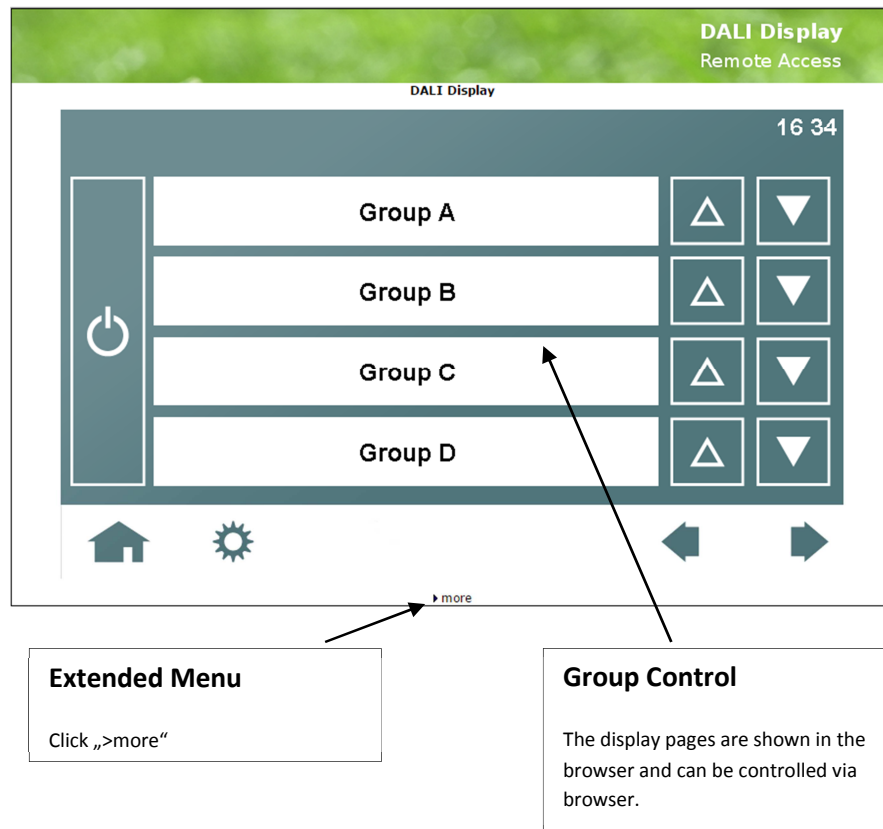 DALI Display
Remote Access
DALI Display
16 34
Group A
Group B
Group C
Group D
more
Extended Menu
Click „>more“
Group Control
The display pages are shown in the
browser and can be controlled via
browser.